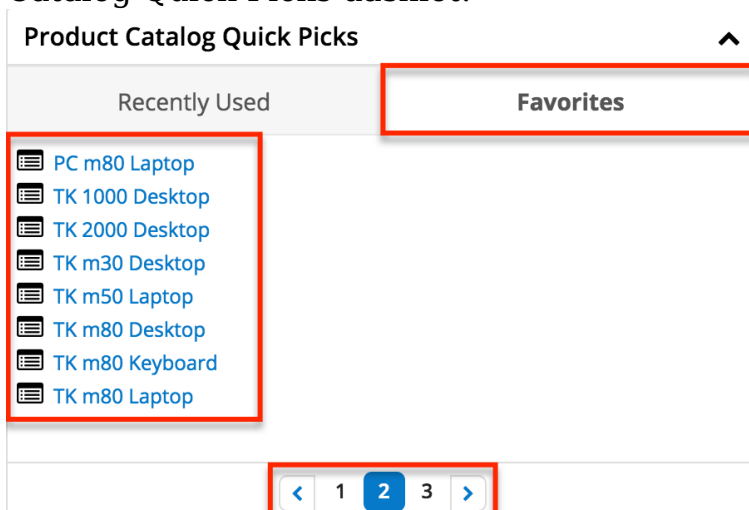 Catalog Quick Picks dashlet.
Product Catalog Quick Picks
Recently Used Favorites
PC m80 Laptop
TK 1000 Desktop
TK 2000 Desktop
TK m30 Desktop
TK m50 Laptop
TK m80 Desktop
TK m80 Keyboard
TK m80 Laptop
1 2 3